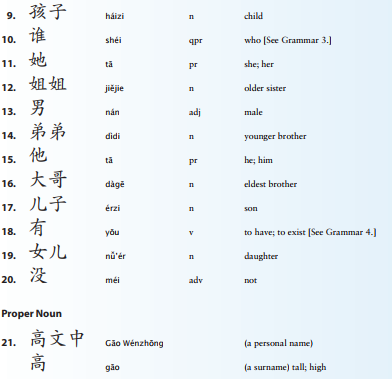 9. 孩子 háizi n child
10. 谁 shéi qpr who [See Grammar 3.]
11. 她 tā pr she; her
12. 姐姐 jiějie n older sister
13. 男 nán adj male
14. 弟弟 dìdi n younger brother
15. 他 tā pr he; him
16. 大哥 dàgē n eldest brother
17. 儿子 érzi n son
18. 有 yǒu v to have; to exist [See Grammar 4.]
19. 女儿 nǚ'ér n daughter
20. 没 méi adv not
Proper Noun
21. 高文中 Gāo Wénzhōng (a personal name)
高 gāo (a surname) tall; high